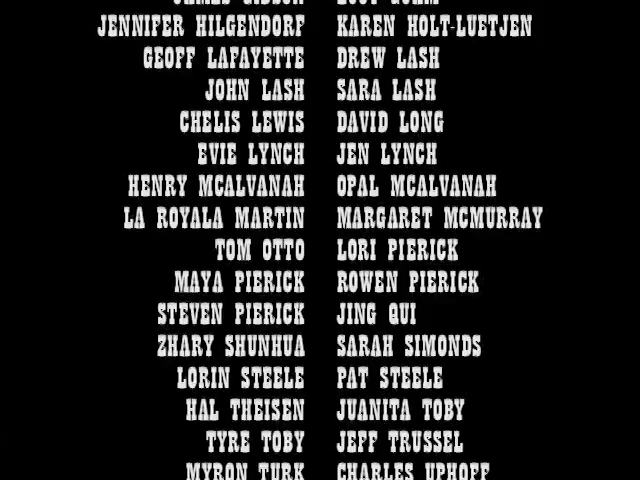 JENNIFER HILGENDORF KAREN HOLT-LUETJEN
GEOFF LAFAYETTE DREW LASH
JOHN LASH SARA LASH
CHELIS LEWIS DAVID LONG
EVIE LYNCH JEN LYNCH
HENRY MCALVANAH OPAL MCALVANAH
LA ROYALA MARTIN MARGARET MCMURRAY
TOM OTTO LORI PIERICK
MAYA PIERICK ROWEN PIERICK
STEVEN PIERICK JING QUI
ZHARY SHUNHUA SARAH SIMONDS
LORIN STEELE PAT STEELE
HAL THEISEN JUANITA TOBY
TYRE TOBY JEFF TRUSSEL
MYRON TURK CHARLES UPHOFF